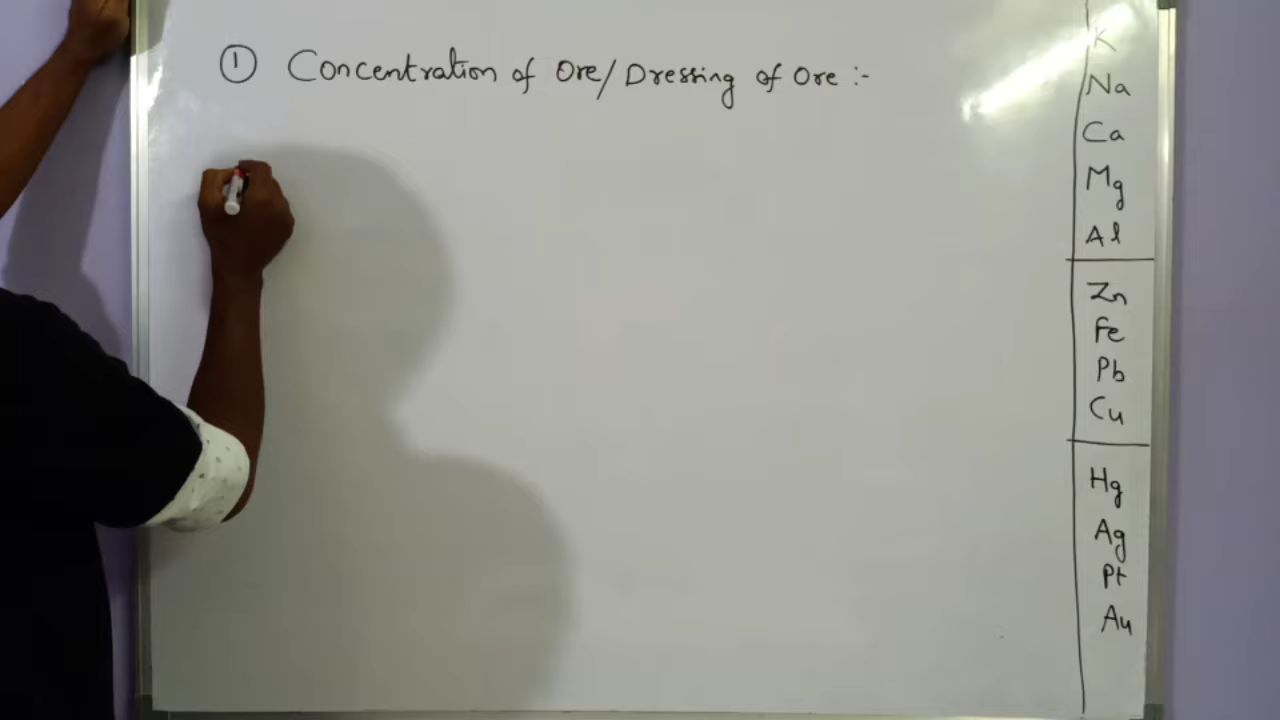 ① Concentration of Ore/Dressing of Ore :-
K
Na
Ca
Mg
Al
Zn
Fe
Pb
Cu
Hg
Ag
Pt
Au